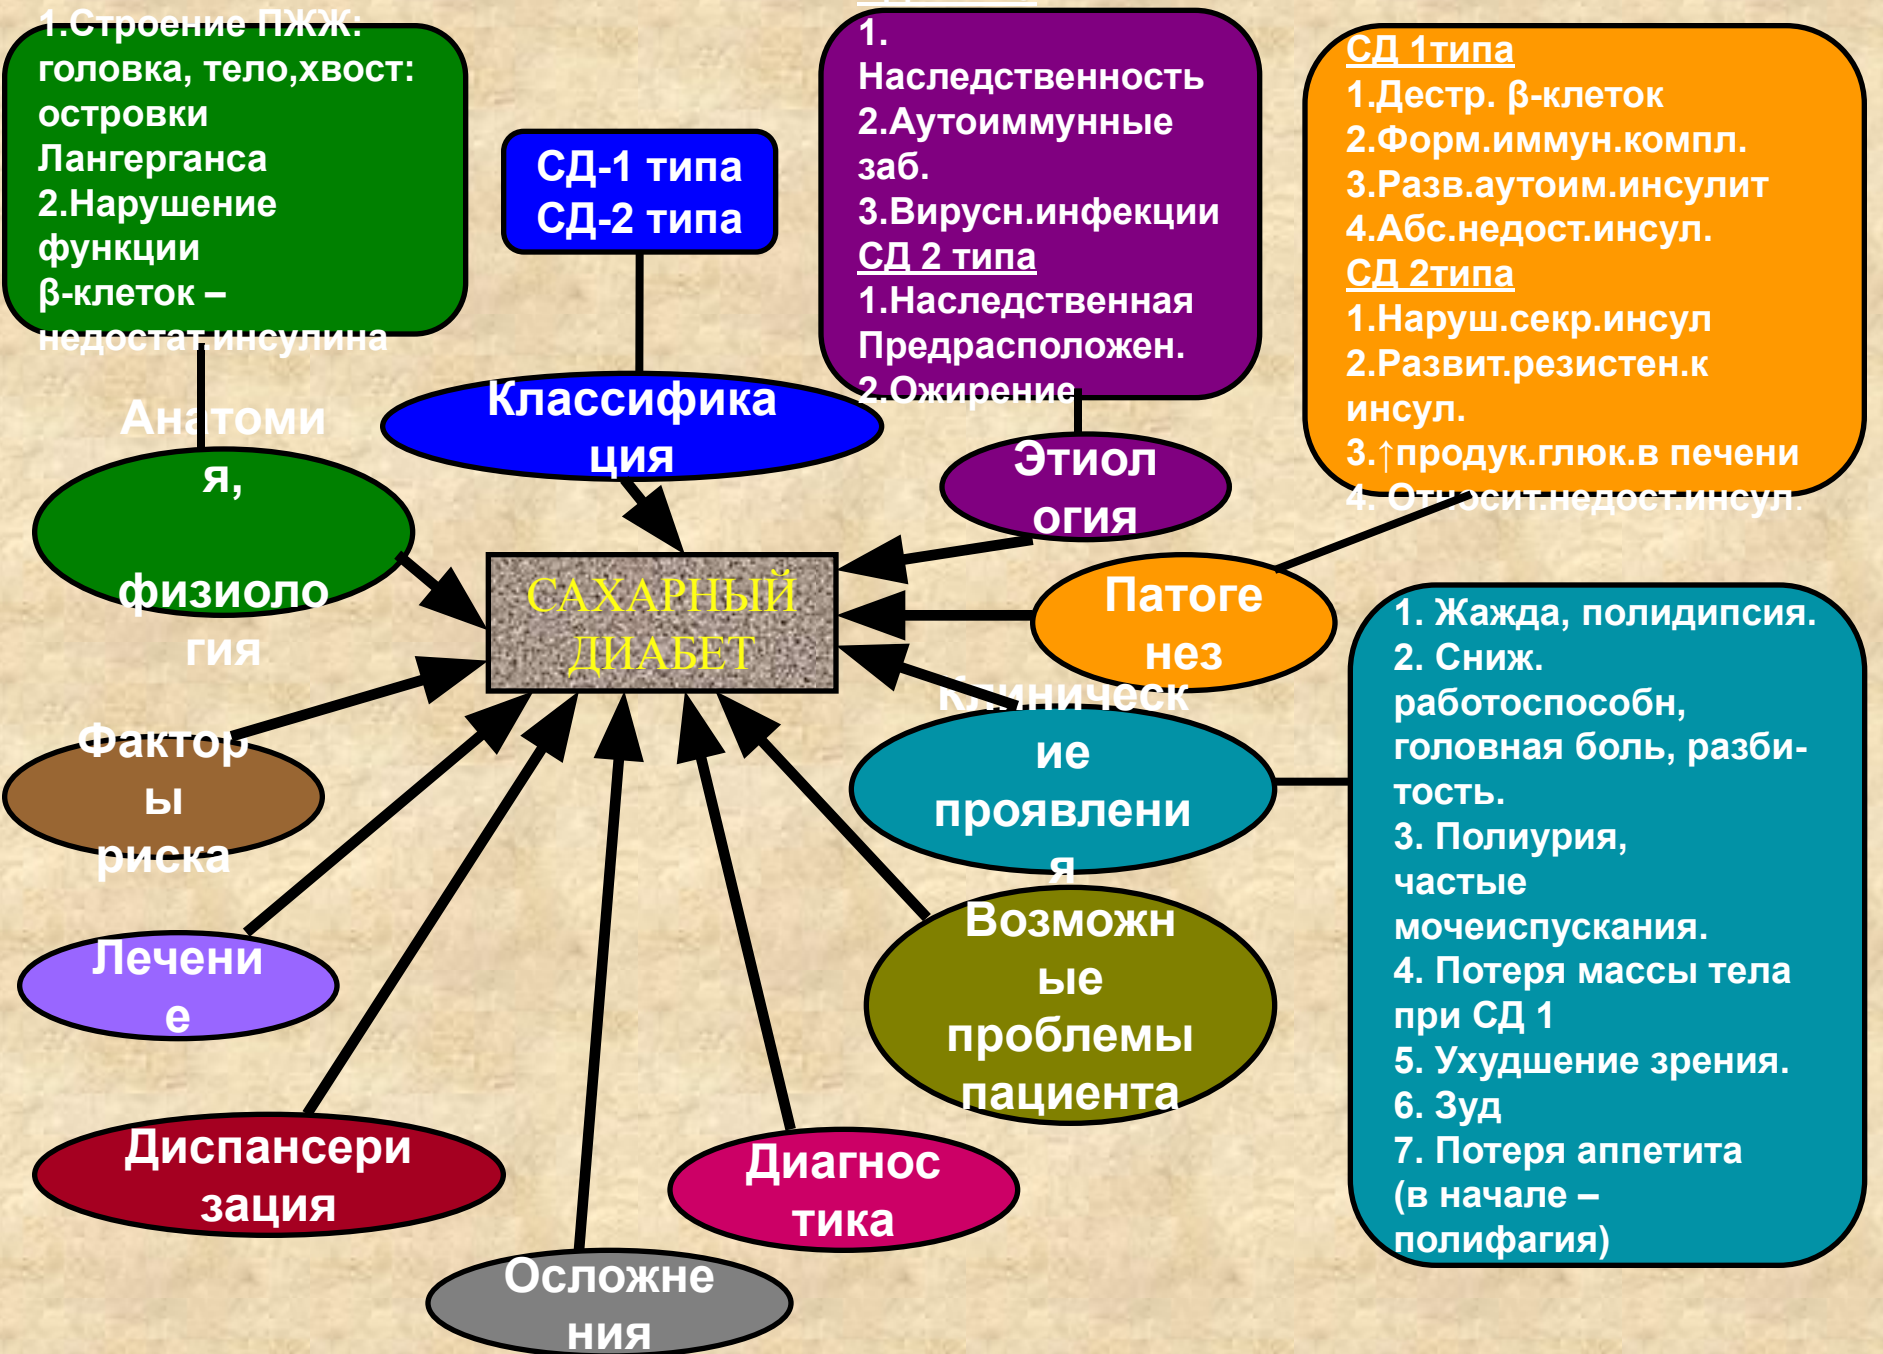 1.Строение ПЖЖ:
головка, тело,хвост:
островки
Лангерганса
2.Нарушение
функции
β-клеток –
недостат.инсулина
СД-1 типа
СД-2 типа
1.
Наследственность
2.Аутоиммунные
заб.
3.Вирусн.инфекции
СД 2 типа
1.Наследственная
Предрасположен.
2.Ожирение
СД 1типа
1.Дестр. β-клеток
2.Форм.иммун.компл.
3.Разв.аутоим.инсулит
4.Абс.недост.инсул.
СД 2типа
1.Наруш.секр.инсул
2.Развит.резистен.к
инсул.
3.↑продук.глюк.в печени
4. Относит.недост.инсул.
Анатоми
я,
физиоло
гия
Классифика
ция
Этиол
огия
Патоге
нез
САХАРНЫЙ
ДИАБЕТ
Клиническ
ие
проявлени
я
1. Жажда, полидипсия.
2. Сниж.
работоспособн,
головная боль, разби-
тость.
3. Полиурия,
частые
мочеиспускания.
4. Потеря массы тела
при СД 1
5. Ухудшение зрения.
6. Зуд
7. Потеря аппетита
(в начале –
полифагия)
Фактор
ы
риска
Лечени
е
Возможн
ые
проблемы
пациента
Диспансери
зация
Диагнос
тика
Осложне
ния